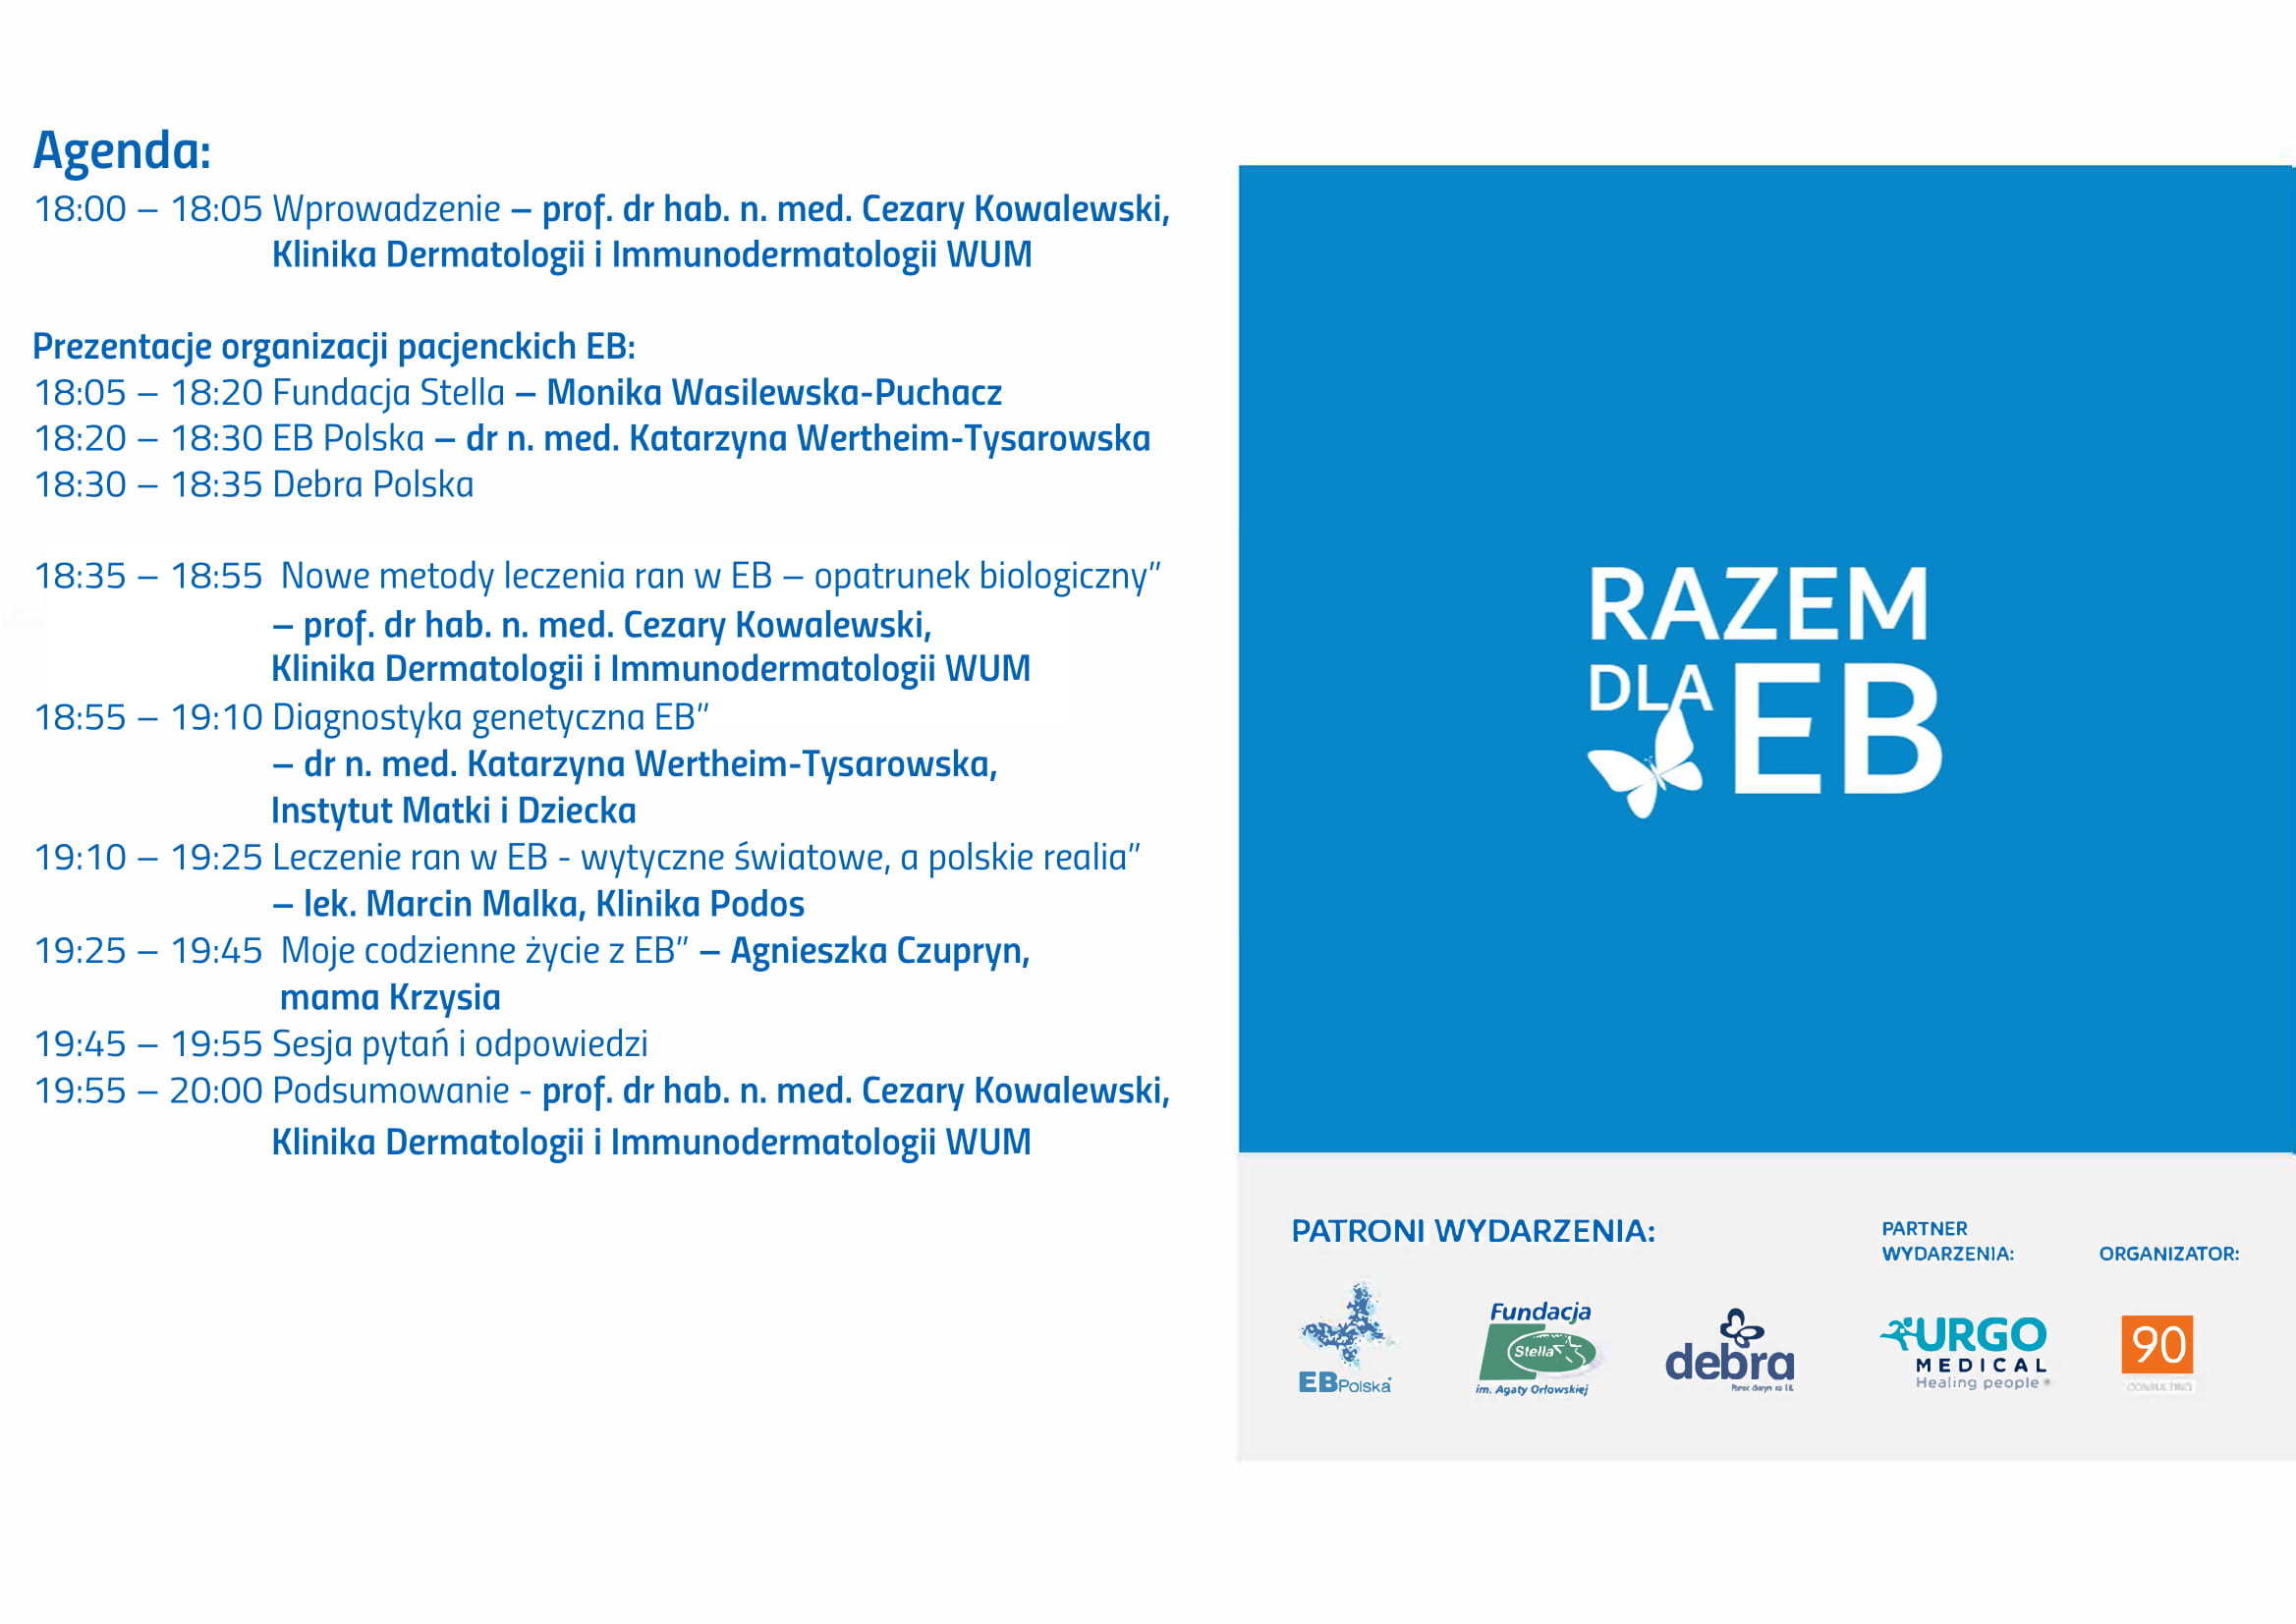 Agenda:
18:00 – 18:05 Wprowadzenie – prof. dr hab. n. med. Cezary Kowalewski,
Klinika Dermatologii i Immunodermatologii WUM
Prezentacje organizacji pacjenckich EB:
18:05 – 18:20 Fundacja Stella – Monika Wasilewska-Puchacz
18:20 – 18:30 EB Polska – dr n. med. Katarzyna Wertheim-Tysarowska
18:30 – 18:35 Debra Polska
18:35 – 18:55 Nowe metody leczenia ran w EB – opatrunek biologiczny”
– prof. dr hab. n. med. Cezary Kowalewski,
Klinika Dermatologii i Immunodermatologii WUM
18:55 – 19:10 Diagnostyka genetyczna EB”
– dr n. med. Katarzyna Wertheim-Tysarowska,
Instytut Matki i Dziecka
19:10 – 19:25 Leczenie ran w EB - wytyczne światowe, a polskie realia”
– lek. Marcin Malka, Klinika Podos
19:25 – 19:45 Moje codzienne życie z EB” – Agnieszka Czupryn,
mama Krzysia
19:45 – 19:55 Sesja pytań i odpowiedzi
19:55 – 20:00 Podsumowanie - prof. dr hab. n. med. Cezary Kowalewski,
Klinika Dermatologii i Immunodermatologii WUM
RAZEM
DLA EB
PATRONI WYDARZENIA:
EB Polska
Fundacja
Stella
im. Agaty Orłowskiej
debra
PARTNER
WYDARZENIA:
URGO
MEDICAL
Healing people
ORGANIZATOR:
90
CONSULTING